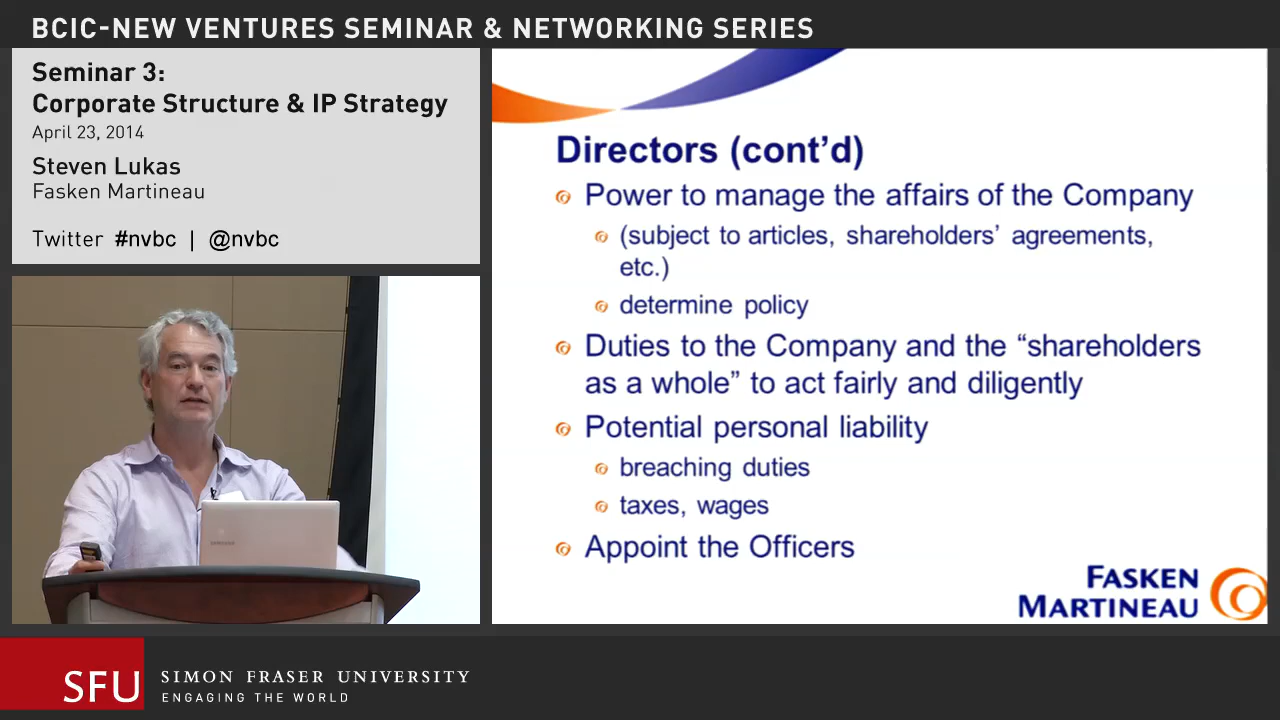 BCIC-NEW VENTURES SEMINAR & NETWORKING SERIES
Seminar 3:
Corporate Structure & IP Strategy
April 23, 2014
Steven Lukas
Fasken Martineau
Twitter #nvbc | @nvbc
Directors (cont’d)
Power to manage the affairs of the Company
(subject to articles, shareholders’ agreements,
etc.)
determine policy
Duties to the Company and the “shareholders
as a whole” to act fairly and diligently
Potential personal liability
breaching duties
taxes, wages
Appoint the Officers
FASKEN
MARTINEAU
SFU
SIMON FRASER UNIVERSITY
ENGAGING THE WORLD